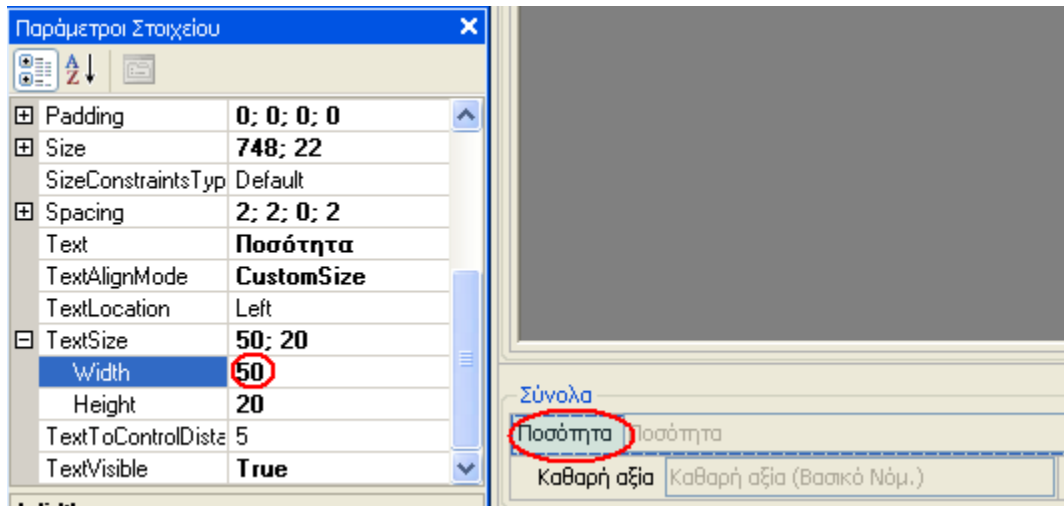 Παράμετροι Στοιχείου
Padding 0; 0; 0; 0
Size 748; 22
SizeConstraintsTyp Default
Spacing 2; 2; 0; 2
Text Ποσότητα
TextAlignMode CustomSize
TextLocation Left
TextSize 50; 20
Width 50
Height 20
TextToControlDista 5
TextVisible True
Σύνολα
Ποσότητα Ποσότητα
Καθαρή αξία Καθαρή αξία (Βασικό Νόμ.)